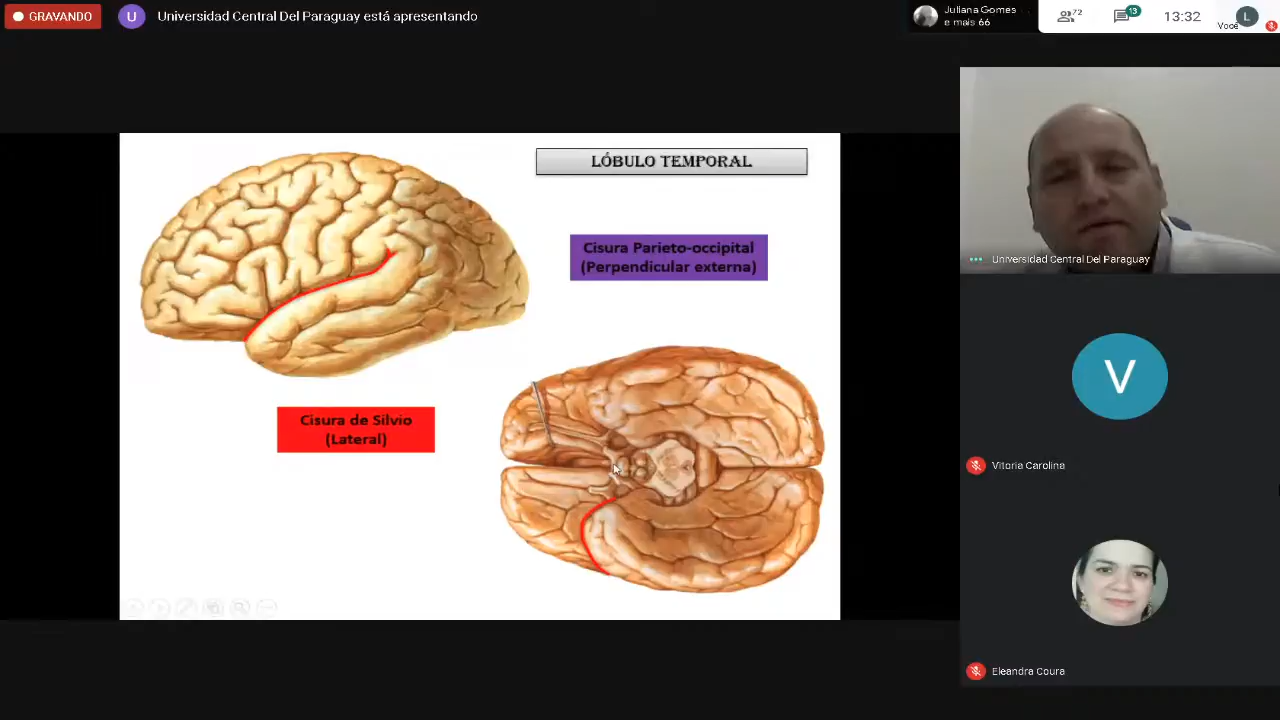 GRAVANDO
U
Universidad Central Del Paraguay está apresentando
Juliana Gomes
e mais 66
72
13
13:32
Você
L
LÓBULO TEMPORAL
Cisura Parieto-occipital
(Perpendicular externa)
Cisura de Silvio
(Lateral)
Universidad Central Del Paraguay
V
Vitoria Carolina
Eleandra Coura